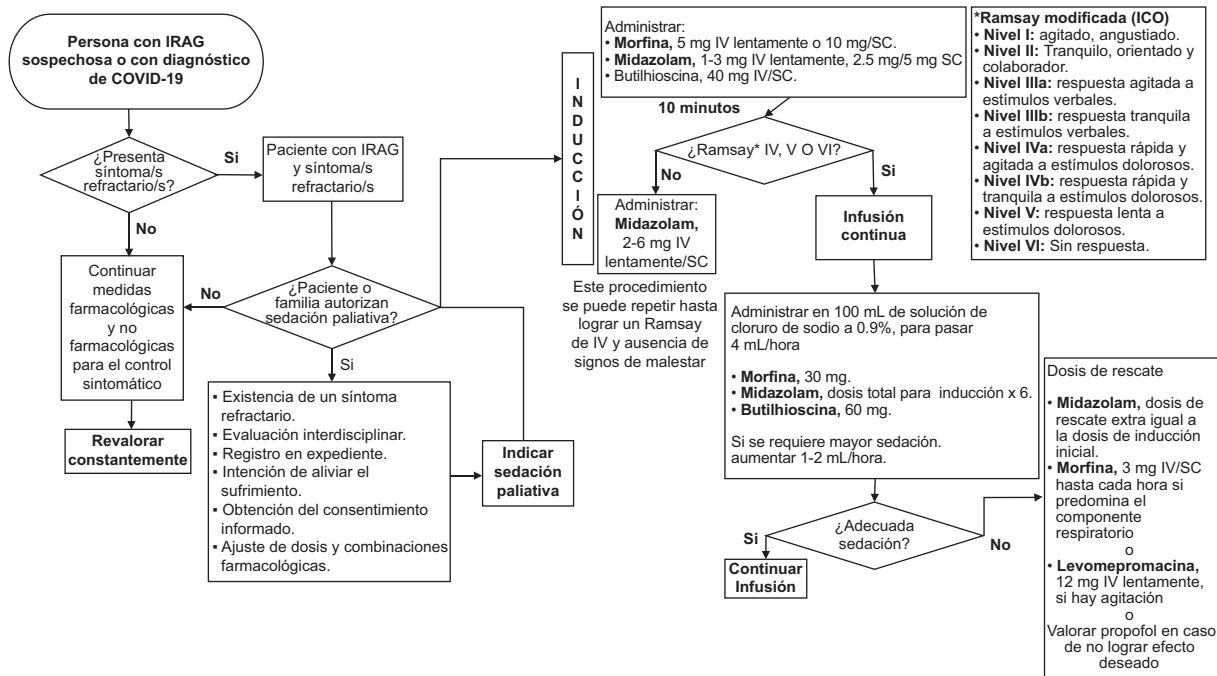 Persona con IRAG
sospechosa o con diagnóstico
de COVID-19
¿Presenta
síntoma/s
refractario/s?
Si
Paciente con IRAG
y síntoma/s
refractario/s
No
Continuar
medidas
farmacológicas
y no
farmacológicas
para el control
sintomático
Revalorar
constantemente
No
¿Paciente o
familia autorizan
sedación paliativa?
Si
▪ Existencia de un síntoma
refractario.
▪ Evaluación interdisciplinar.
▪ Registro en expediente.
▪ Intención de aliviar el
sufrimiento.
▪ Obtención del consentimiento
informado.
▪ Ajuste de dosis y combinaciones
farmacológicas.
Indicar
sedación
paliativa
I
N
D
U
C
C
I
Ó
N
Administrar:
• Morfina, 5 mg IV lentamente o 10 mg/SC.
• Midazolam, 1-3 mg IV lentamente, 2.5 mg/5 mg SC
• Butilhioscina, 40 mg IV/SC.
10 minutos
¿Ramsay* IV, V O VI?
No
Si
Administrar:
Midazolam,
2-6 mg IV
lentamente/SC
Este procedimiento
se puede repetir hasta
lograr un Ramsay
de IV y ausencia de
signos de malestar
Infusión
continua
Administrar en 100 mL de solución de
cloruro de sodio a 0.9%, para pasar
4 mL/hora
• Morfina, 30 mg.
• Midazolam, dosis total para inducción x 6.
• Butilhioscina, 60 mg.
Si se requiere mayor sedación.
aumentar 1-2 mL/hora.
¿Adecuada
sedación?
Si
No
Continuar
Infusión
*Ramsay modificada (ICO)
• Nivel I: agitado, angustiado.
• Nivel II: Tranquilo, orientado y
colaborador.
• Nivel IIIa: respuesta agitada a
estímulos verbales.
• Nivel IIIb: respuesta tranquila
a estímulos verbales.
• Nivel IVa: respuesta rápida y
agitada a estímulos dolorosos.
• Nivel IVb: respuesta rápida y
tranquila a estímulos dolorosos.
• Nivel V: respuesta lenta a
estímulos dolorosos.
• Nivel VI: Sin respuesta.
Dosis de rescate
• Midazolam, dosis de
rescate extra igual a
la dosis de inducción
inicial.
• Morfina, 3 mg IV/SC
hasta cada hora si
predomina el
componente
respiratorio
o
• Levomepromacina,
12 mg IV lentamente,
si hay agitación
o
Valorar propofol en caso
de no lograr efecto
deseado